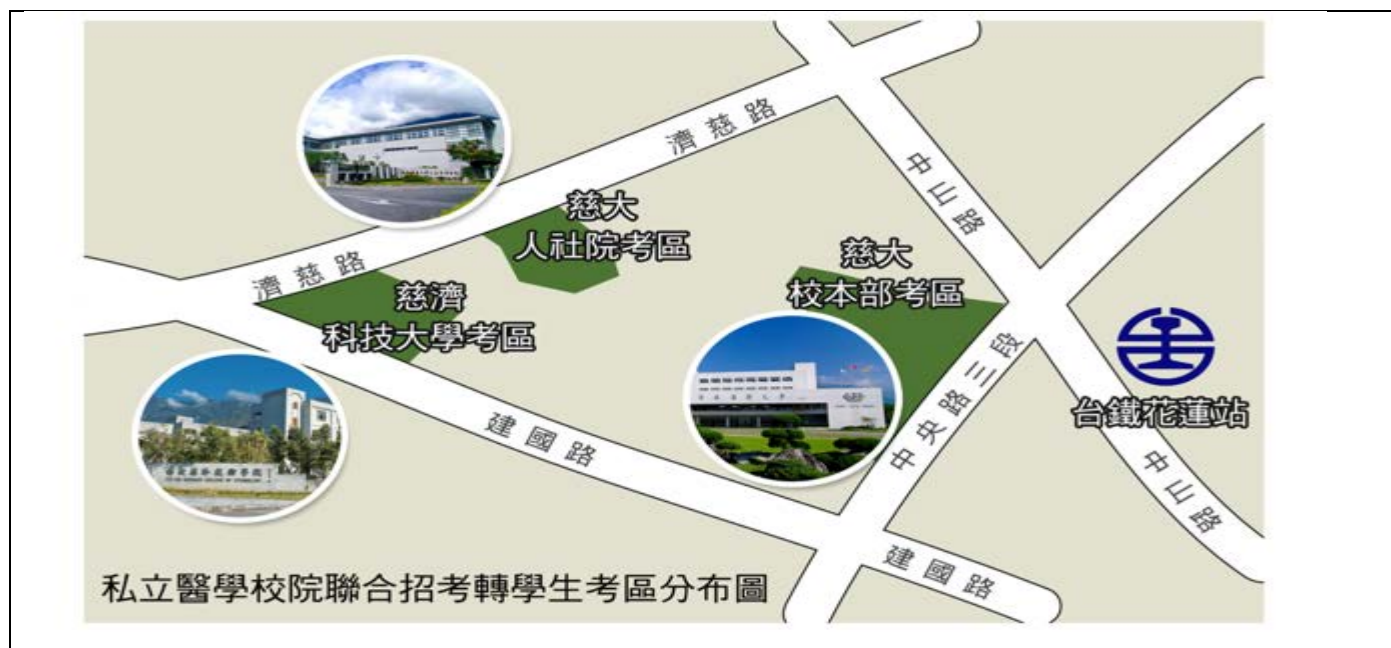 濟慈路
中山路
慈大
人社院考區
慈大
校本部考區
濟慈路
慈濟
科技大學考區
中央路三段
台鐵花蓮站
建國路
中山路
建國路
私立醫學校院聯合招考轉學生考區分布圖